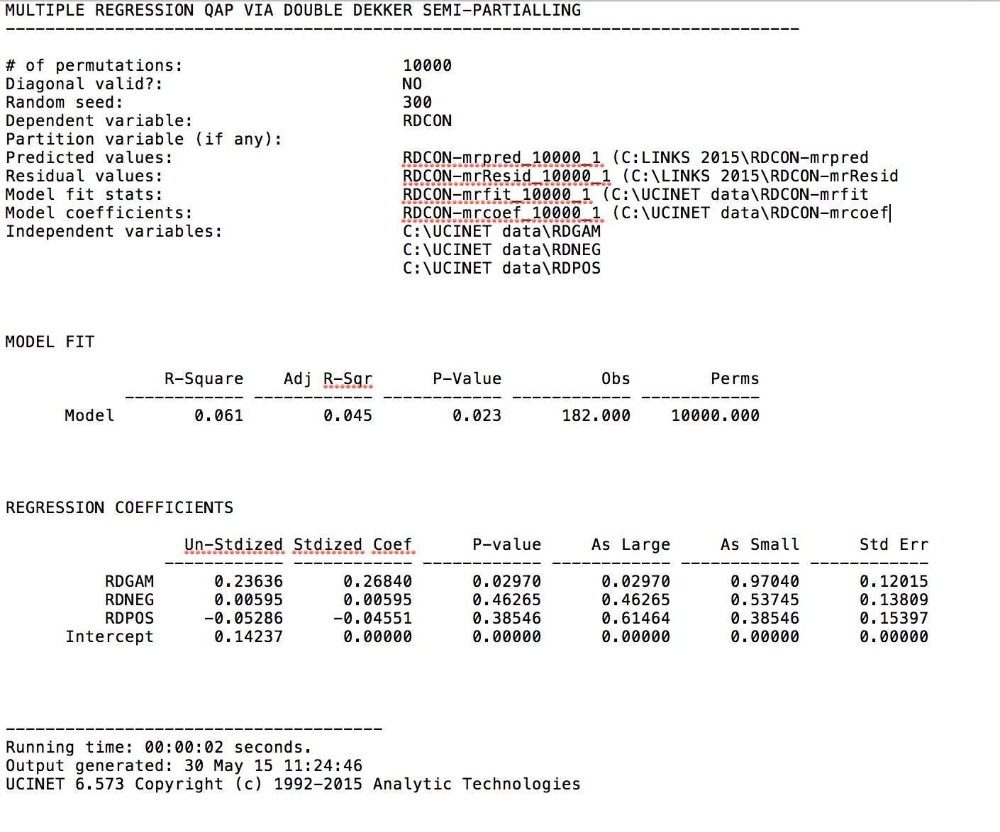 MULTIPLE REGRESSION QAP VIA DOUBLE DEKKER SEMI-PARTIALLING
--------------------------------------------------------------------------------
# of permutations: 10000
Diagonal valid?: NO
Random seed: 300
Dependent variable: RDCON
Partition variable (if any):
Predicted values: RDCON-mrpred_10000_1 (C:LINKS 2015\RDCON-mrpred
Residual values: RDCON-mrResid_10000_1 (C:\LINKS 2015\RDCON-mrResid
Model fit stats: RDCON-mrfit_10000_1 (C:\UCINET data\RDCON-mrfit
Model coefficients: RDCON-mrcoef_10000_1 (C:\UCINET data\RDCON-mrcoef
Independent variables: C:\UCINET data\RDGAM
C:\UCINET data\RDNEG
C:\UCINET data\RDPOS
MODEL FIT
R-Square Adj R-Sqr P-Value Obs Perms
------------ ------------ ------------ ------------ ------------
Model 0.061 0.045 0.023 182.000 10000.000
REGRESSION COEFFICIENTS
Un-Stdized Stdized Coef P-value As Large As Small Std Err
------------ ------------ ------------ ------------ ------------ ------------
RDGAM 0.23636 0.26840 0.02970 0.02970 0.97040 0.12015
RDNEG 0.00595 0.00595 0.46265 0.46265 0.53745 0.13809
RDPOS -0.05286 -0.04551 0.38546 0.61464 0.38546 0.15397
Intercept 0.14237 0.00000 0.00000 0.00000 0.00000 0.00000
--------------------------------------
Running time: 00:00:02 seconds.
Output generated: 30 May 15 11:24:46
UCINET 6.573 Copyright (c) 1992-2015 Analytic Technologies